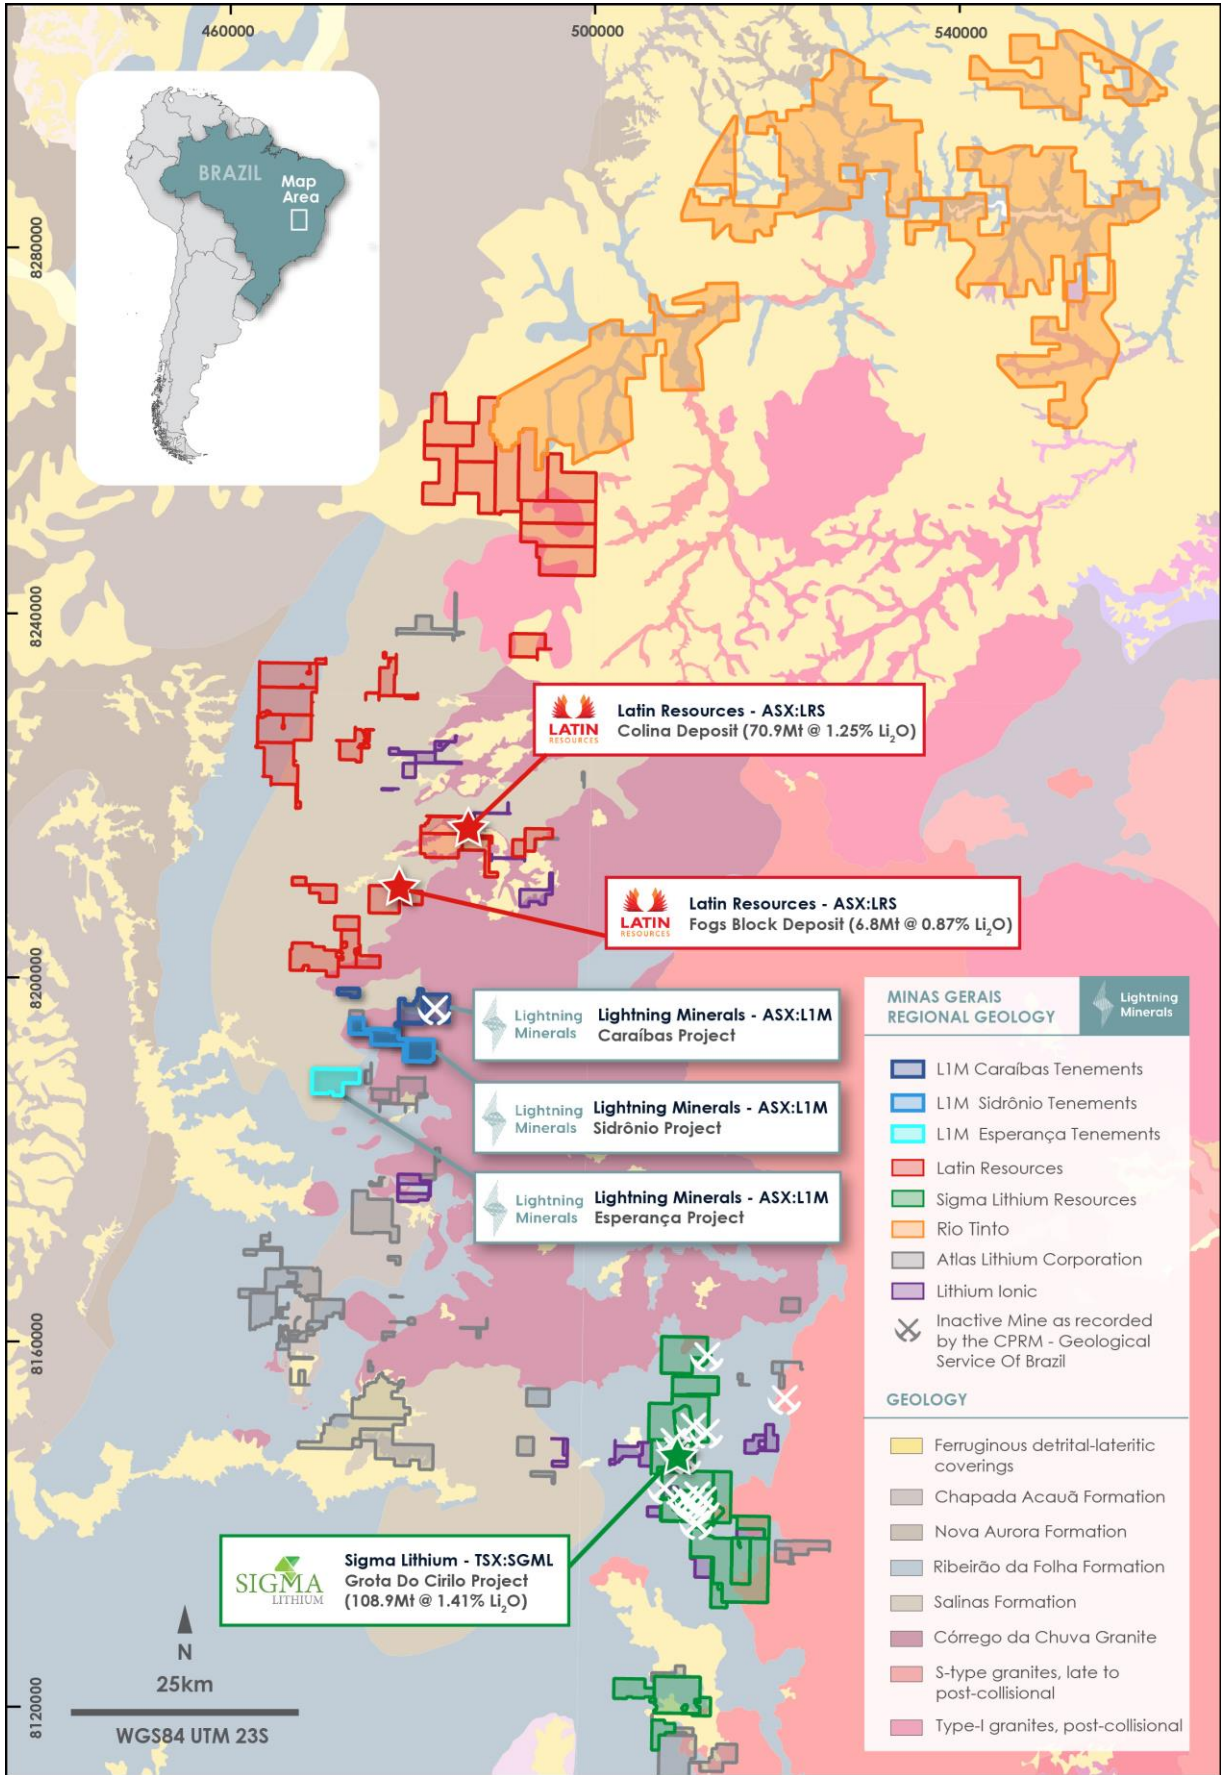 460000
500000
540000
8280000
8240000
8200000
8160000
8120000
BRAZIL
Map
Area
LATIN
RESOURCES
Latin Resources - ASX:LRS
Colina Deposit (70.9Mt @ 1.25% Li₂O)
LATIN
RESOURCES
Latin Resources - ASX:LRS
Fogs Block Deposit (6.8Mt @ 0.87% Li₂O)
Lightning
Minerals
Lightning Minerals - ASX:L1M
Caraíbas Project
Lightning
Minerals
Lightning Minerals - ASX:L1M
Sidrônio Project
Lightning
Minerals
Lightning Minerals - ASX:L1M
Esperança Project
SIGMA
LITHIUM
Sigma Lithium - TSX:SGML
Grota Do Cirilo Project
(108.9Mt @ 1.41% Li₂O)
N
25km
WGS84 UTM 23S
MINAS GERAIS
REGIONAL GEOLOGY
Lightning
Minerals
L1M Caraíbas Tenements
L1M Sidrônio Tenements
L1M Esperança Tenements
Latin Resources
Sigma Lithium Resources
Rio Tinto
Atlas Lithium Corporation
Lithium Ionic
Inactive Mine as recorded
by the CPRM - Geological
Service Of Brazil
GEOLOGY
Ferruginous detrital-lateritic
coverings
Chapada Acauã Formation
Nova Aurora Formation
Ribeirão da Folha Formation
Salinas Formation
Córrego da Chuva Granite
S-type granites, late to
post-collisional
Type-I granites, post-collisional